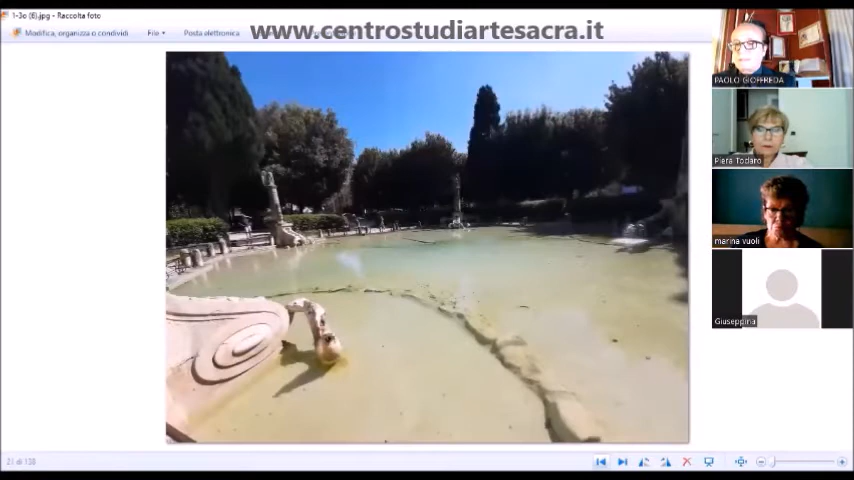 1-3o (6).jpg - Raccolta foto
Modifica, organizza o condividi
File
Posta elettronica
www.centrostudiartesacra.it
PAOLO GIOFFREDA
Piera Todaro
marina vuoli
Giuseppina